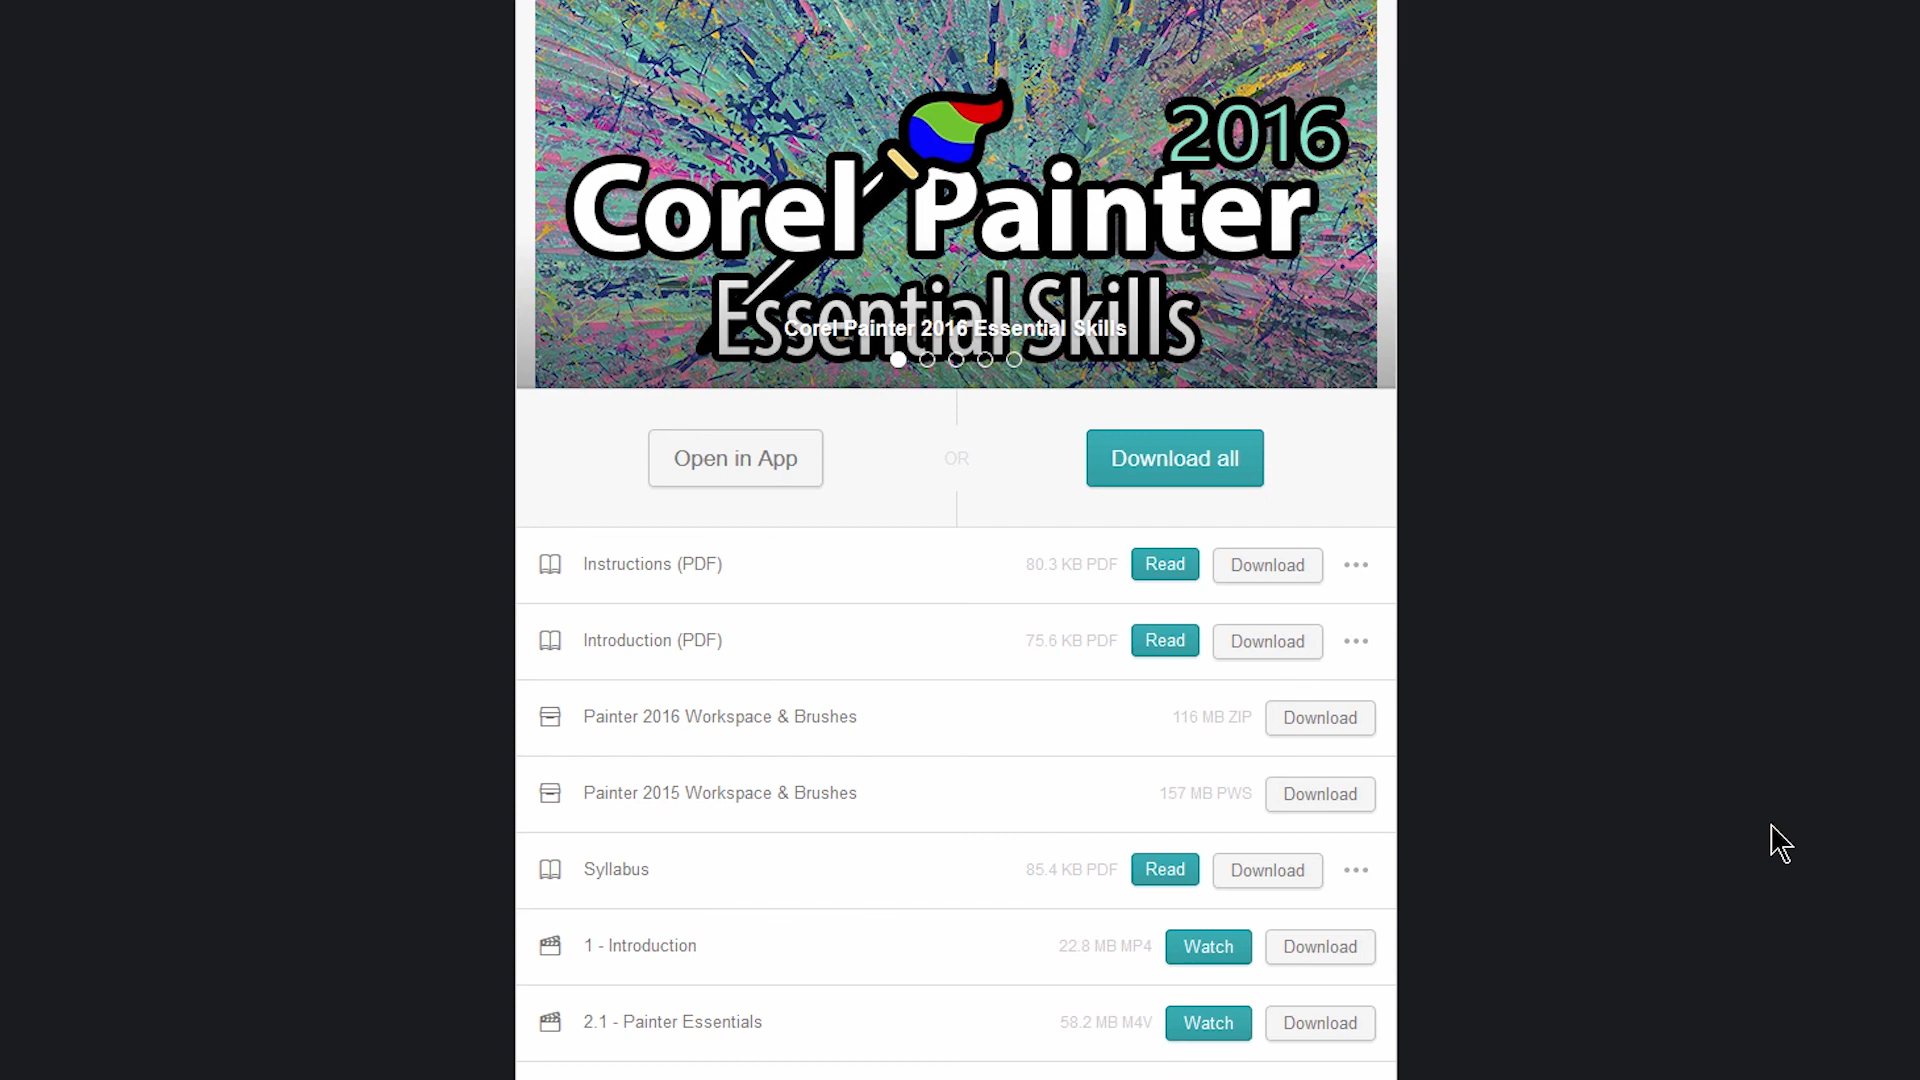 2016
Corel Painter
Essential Skills
Corel Painter 2016 Essential Skills
Open in App
OR
Download all
Instructions (PDF) 80.3 KB PDF Read Download
Introduction (PDF) 75.6 KB PDF Read Download
Painter 2016 Workspace & Brushes 116 MB ZIP Download
Painter 2015 Workspace & Brushes 157 MB PWS Download
Syllabus 85.4 KB PDF Read Download
1 - Introduction 22.8 MB MP4 Watch Download
2.1 - Painter Essentials 58.2 MB M4V Watch Download